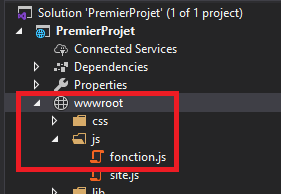 Solution 'PremierProjet' (1 of 1 project)
PremierProjet
Connected Services
Dependencies
Properties
wwwroot
css
js
fonction.js
site.js
lib